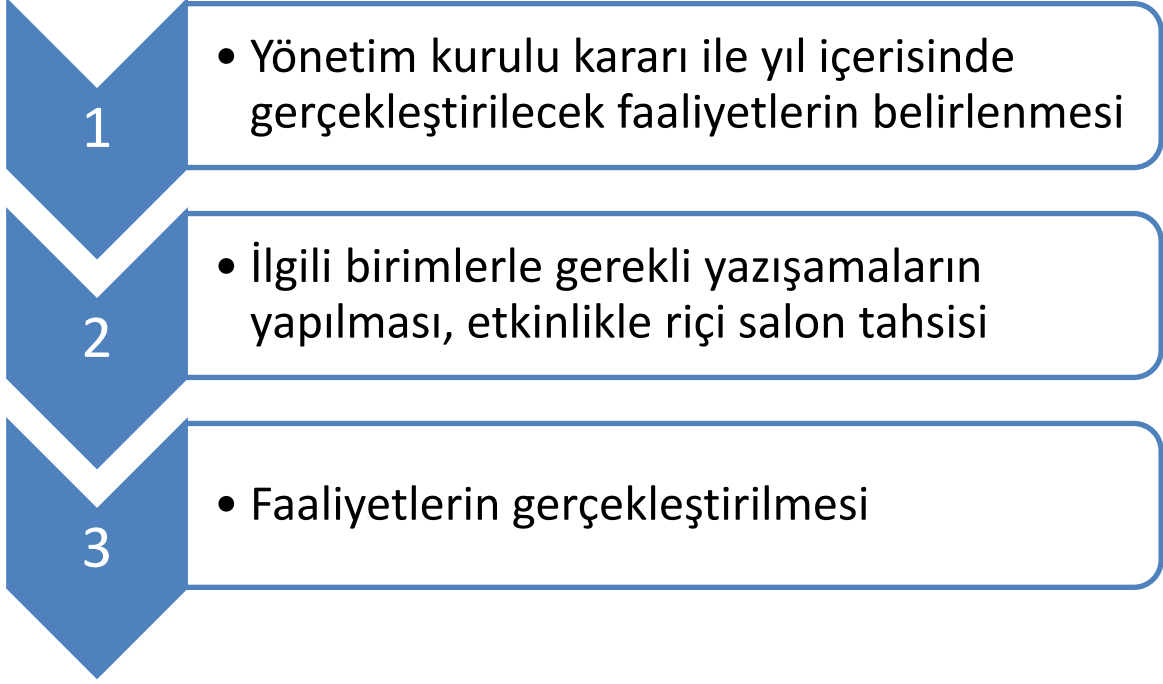 1
• Yönetim kurulu kararı ile yıl içerisinde
gerçekleştirilecek faaliyetlerin belirlenmesi
2
• İlgili birimlerle gerekli yazışamaların
yapılması, etkinlikle riçi salon tahsisi
3
• Faaliyetlerin gerçekleştirilmesi